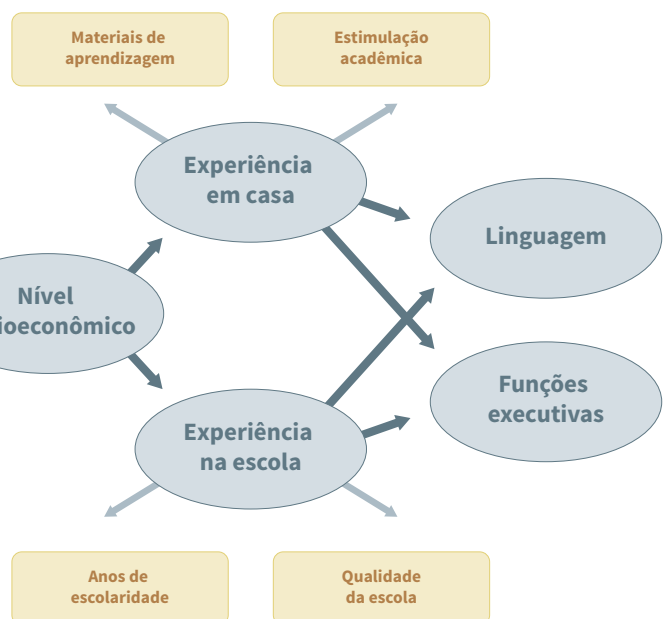 Materiais de
aprendizagem
Estimulação
acadêmica
Experiência
em casa
Linguagem
Nível
ioeconômico
Funções
executivas
Experiência
na escola
Anos de
escolaridade
Qualidade
da escola